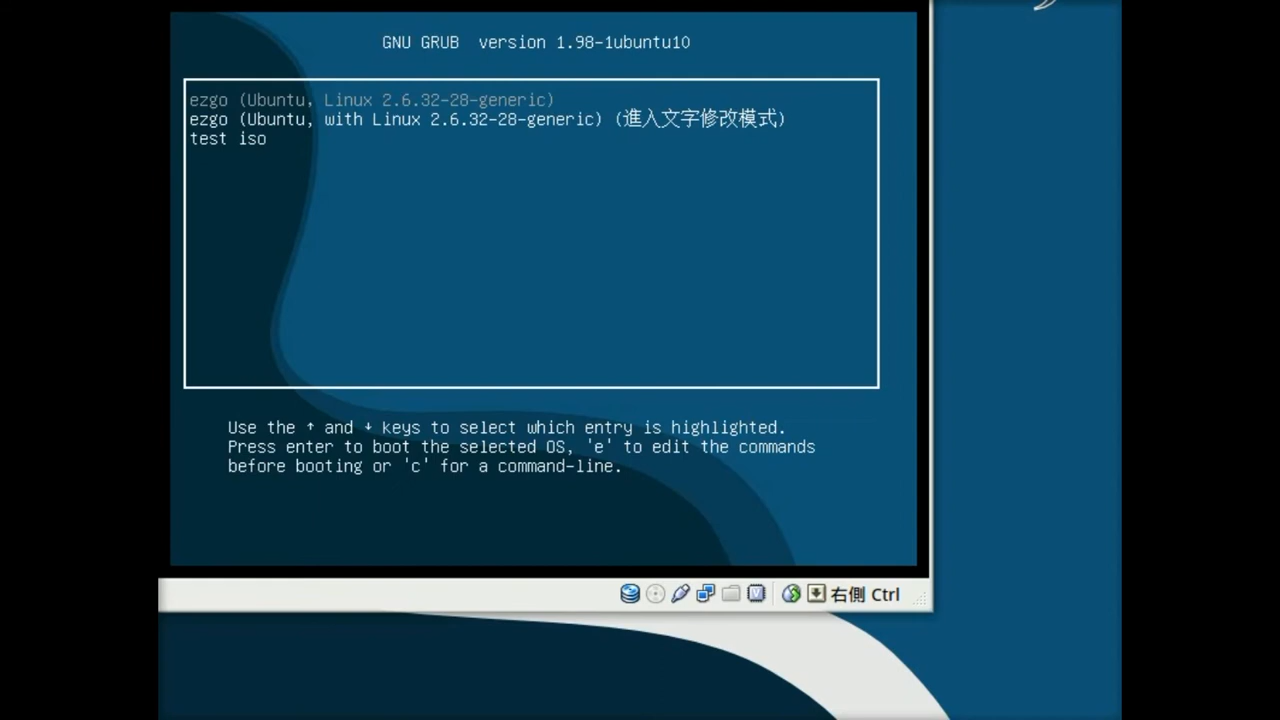 GNU GRUB  version 1.98-1ubuntu10
ezgo (Ubuntu, Linux 2.6.32-28-generic)
ezgo (Ubuntu, with Linux 2.6.32-28-generic) (進入文字修改模式)
test iso
Use the ↑ and ↓ keys to select which entry is highlighted.
Press enter to boot the selected OS, 'e' to edit the commands
before booting or 'c' for a command-line.
右側 Ctrl